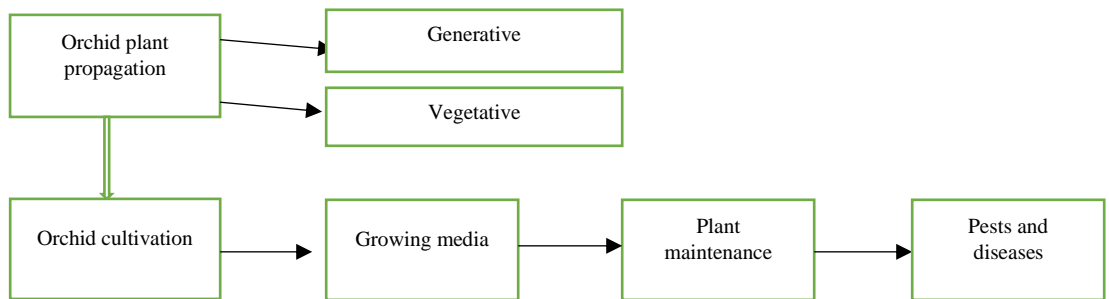 Orchid plant
propagation
Generative
Vegetative
Orchid cultivation
Growing media
Plant
maintenance
Pests and
diseases